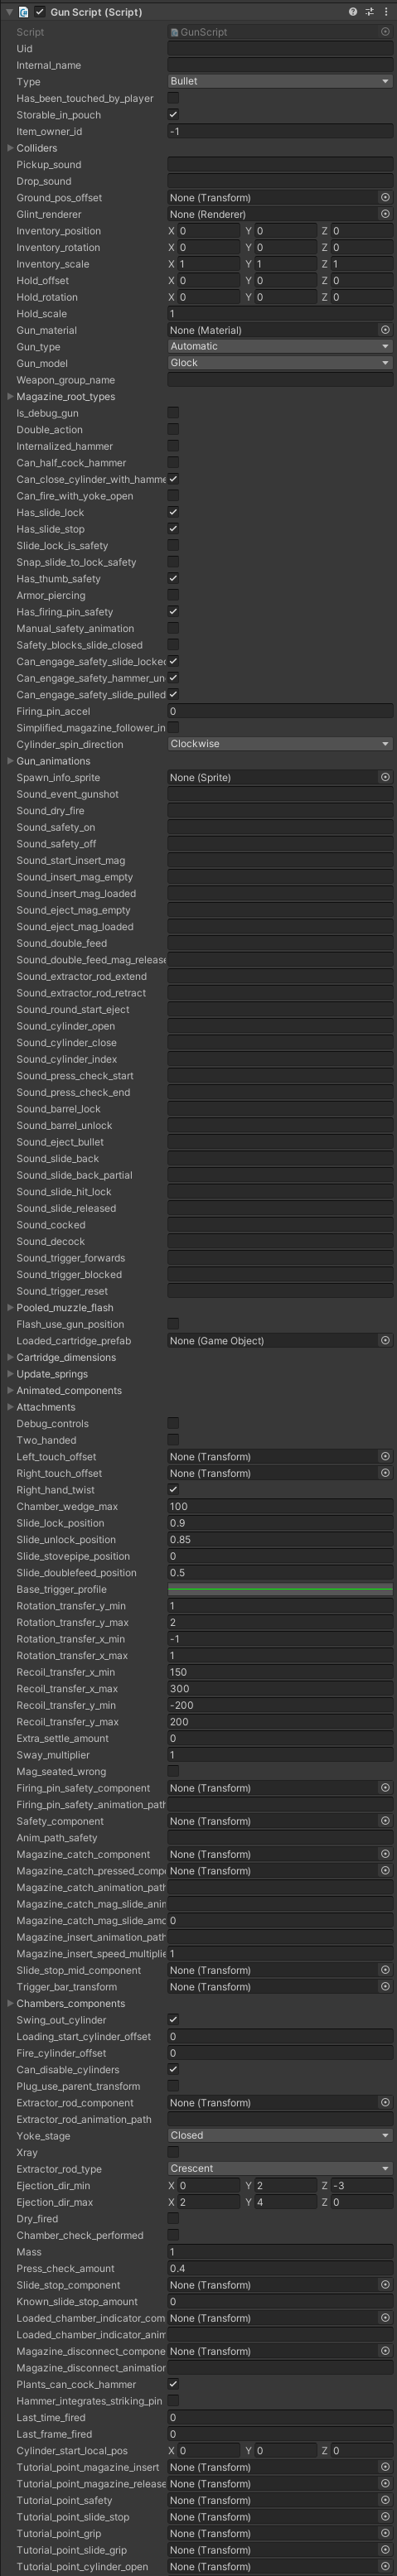 Gun Script (Script)
Script GunScript
Uid
Internal_name
Type Bullet
Has_been_touched_by_player
Storable_in_pouch
Item_owner_id -1
Colliders
Pickup_sound
Drop_sound
Ground_pos_offset None (Transform)
Glint_renderer None (Renderer)
Inventory_position X 0 Y 0 Z 0
Inventory_rotation X 0 Y 0 Z 0
Inventory_scale X 1 Y 1 Z 1
Hold_offset X 0 Y 0 Z 0
Hold_rotation X 0 Y 0 Z 0
Hold_scale 1
Gun_material None (Material)
Gun_type Automatic
Gun_model Glock
Weapon_group_name
Magazine_root_types
Is_debug_gun
Double_action
Internalized_hammer
Can_half_cock_hammer
Can_close_cylinder_with_hamme
Can_fire_with_yoke_open
Has_slide_lock
Has_slide_stop
Slide_lock_is_safety
Snap_slide_to_lock_safety
Has_thumb_safety
Armor_piercing
Has_firing_pin_safety
Manual_safety_animation
Safety_blocks_slide_closed
Can_engage_safety_slide_locked
Can_engage_safety_hammer_un
Can_engage_safety_slide_pulled
Firing_pin_accel 0
Simplified_magazine_follower_in
Cylinder_spin_direction Clockwise
Gun_animations
Spawn_info_sprite None (Sprite)
Sound_event_gunshot
Sound_dry_fire
Sound_safety_on
Sound_safety_off
Sound_start_insert_mag
Sound_insert_mag_empty
Sound_insert_mag_loaded
Sound_eject_mag_empty
Sound_eject_mag_loaded
Sound_double_feed
Sound_double_feed_mag_release
Sound_extractor_rod_extend
Sound_extractor_rod_retract
Sound_round_start_eject
Sound_cylinder_open
Sound_cylinder_close
Sound_cylinder_index
Sound_press_check_start
Sound_press_check_end
Sound_barrel_lock
Sound_barrel_unlock
Sound_eject_bullet
Sound_slide_back
Sound_slide_back_partial
Sound_slide_hit_lock
Sound_slide_released
Sound_cocked
Sound_decock
Sound_trigger_forwards
Sound_trigger_blocked
Sound_trigger_reset
Pooled_muzzle_flash
Flash_use_gun_position
Loaded_cartridge_prefab None (Game Object)
Cartridge_dimensions
Update_springs
Animated_components
Attachments
Debug_controls
Two_handed
Left_touch_offset None (Transform)
Right_touch_offset None (Transform)
Right_hand_twist
Chamber_wedge_max 100
Slide_lock_position 0.9
Slide_unlock_position 0.85
Slide_stovepipe_position 0
Slide_doublefeed_position 0.5
Base_trigger_profile
Rotation_transfer_y_min 1
Rotation_transfer_y_max 2
Rotation_transfer_x_min -1
Rotation_transfer_x_max 1
Recoil_transfer_x_min 150
Recoil_transfer_x_max 300
Recoil_transfer_y_min -200
Recoil_transfer_y_max 200
Extra_settle_amount 0
Sway_multiplier 1
Mag_seated_wrong
Firing_pin_safety_component None (Transform)
Firing_pin_safety_animation_path
Safety_component None (Transform)
Anim_path_safety
Magazine_catch_component None (Transform)
Magazine_catch_pressed_compo None (Transform)
Magazine_catch_animation_path
Magazine_catch_mag_slide_anim
Magazine_catch_mag_slide_amo 0
Magazine_insert_animation_path
Magazine_insert_speed_multiplie 1
Slide_stop_mid_component None (Transform)
Trigger_bar_transform None (Transform)
Chambers_components
Swing_out_cylinder
Loading_start_cylinder_offset 0
Fire_cylinder_offset 0
Can_disable_cylinders
Plug_use_parent_transform
Extractor_rod_component None (Transform)
Extractor_rod_animation_path
Yoke_stage Closed
Xray
Extractor_rod_type Crescent
Ejection_dir_min X 0 Y 2 Z -3
Ejection_dir_max X 2 Y 4 Z 0
Dry_fired
Chamber_check_performed
Mass 1
Press_check_amount 0.4
Slide_stop_component None (Transform)
Known_slide_stop_amount 0
Loaded_chamber_indicator_com None (Transform)
Loaded_chamber_indicator_anim
Magazine_disconnect_compone None (Transform)
Magazine_disconnect_animation
Plants_can_cock_hammer
Hammer_integrates_striking_pin
Last_time_fired 0
Last_frame_fired 0
Cylinder_start_local_pos X 0 Y 0 Z 0
Tutorial_point_magazine_insert None (Transform)
Tutorial_point_magazine_release None (Transform)
Tutorial_point_safety None (Transform)
Tutorial_point_slide_stop None (Transform)
Tutorial_point_grip None (Transform)
Tutorial_point_slide_grip None (Transform)
Tutorial_point_cylinder_open None (Transform)